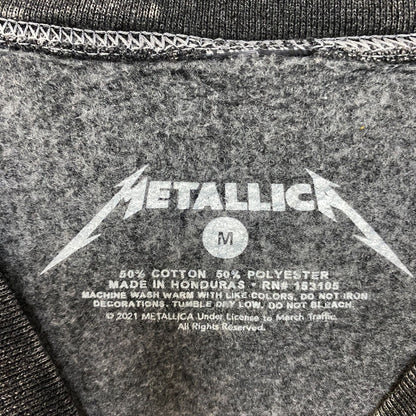 METALLICA
M
50% COTTON 50% POLYESTER
MADE IN HONDURAS • RN# 153105
MACHINE WASH WARM WITH LIKE COLORS, DO NOT IRON
DECORATIONS. TUMBLE DRY LOW, DO NOT BLEACH.
© 2021 METALLICA Under License to Merch Traffic.
All Rights Reserved.